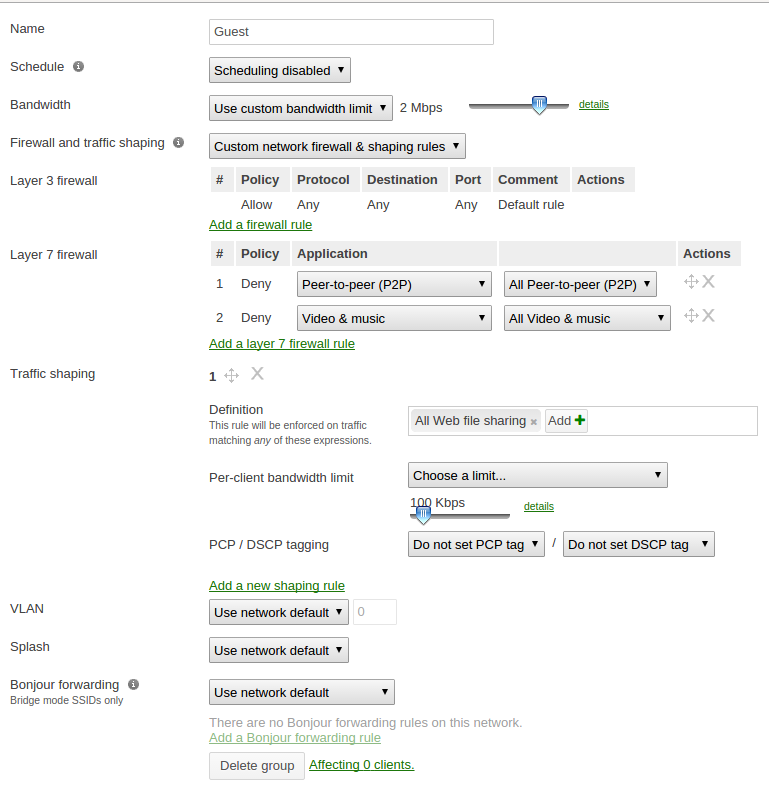 Name Guest
Schedule Scheduling disabled
Bandwidth Use custom bandwidth limit 2 Mbps details
Firewall and traffic shaping Custom network firewall & shaping rules
Layer 3 firewall # Policy Protocol Destination Port Comment Actions
Allow Any Any Any Default rule
Add a firewall rule
Layer 7 firewall # Policy Application Actions
1 Deny Peer-to-peer (P2P) All Peer-to-peer (P2P)
2 Deny Video & music All Video & music
Add a layer 7 firewall rule
Traffic shaping 1
Definition
This rule will be enforced on traffic
matching any of these expressions.
All Web file sharing Add
Per-client bandwidth limit Choose a limit...
100 Kbps details
PCP / DSCP tagging Do not set PCP tag / Do not set DSCP tag
Add a new shaping rule
VLAN Use network default 0
Splash Use network default
Bonjour forwarding Use network default
Bridge mode SSIDs only
There are no Bonjour forwarding rules on this network.
Add a Bonjour forwarding rule
Delete group Affecting 0 clients.